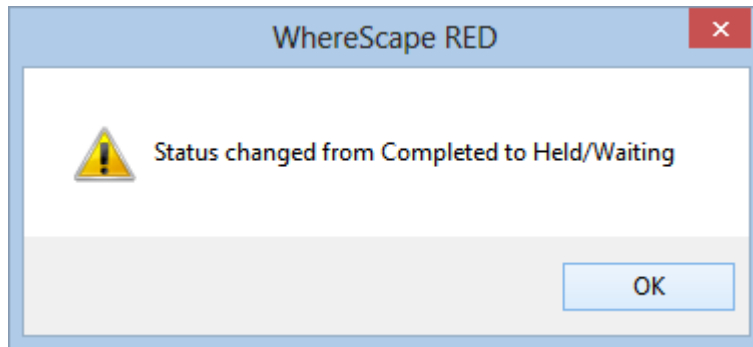 WhereScape RED
Status changed from Completed to Held/Waiting
OK